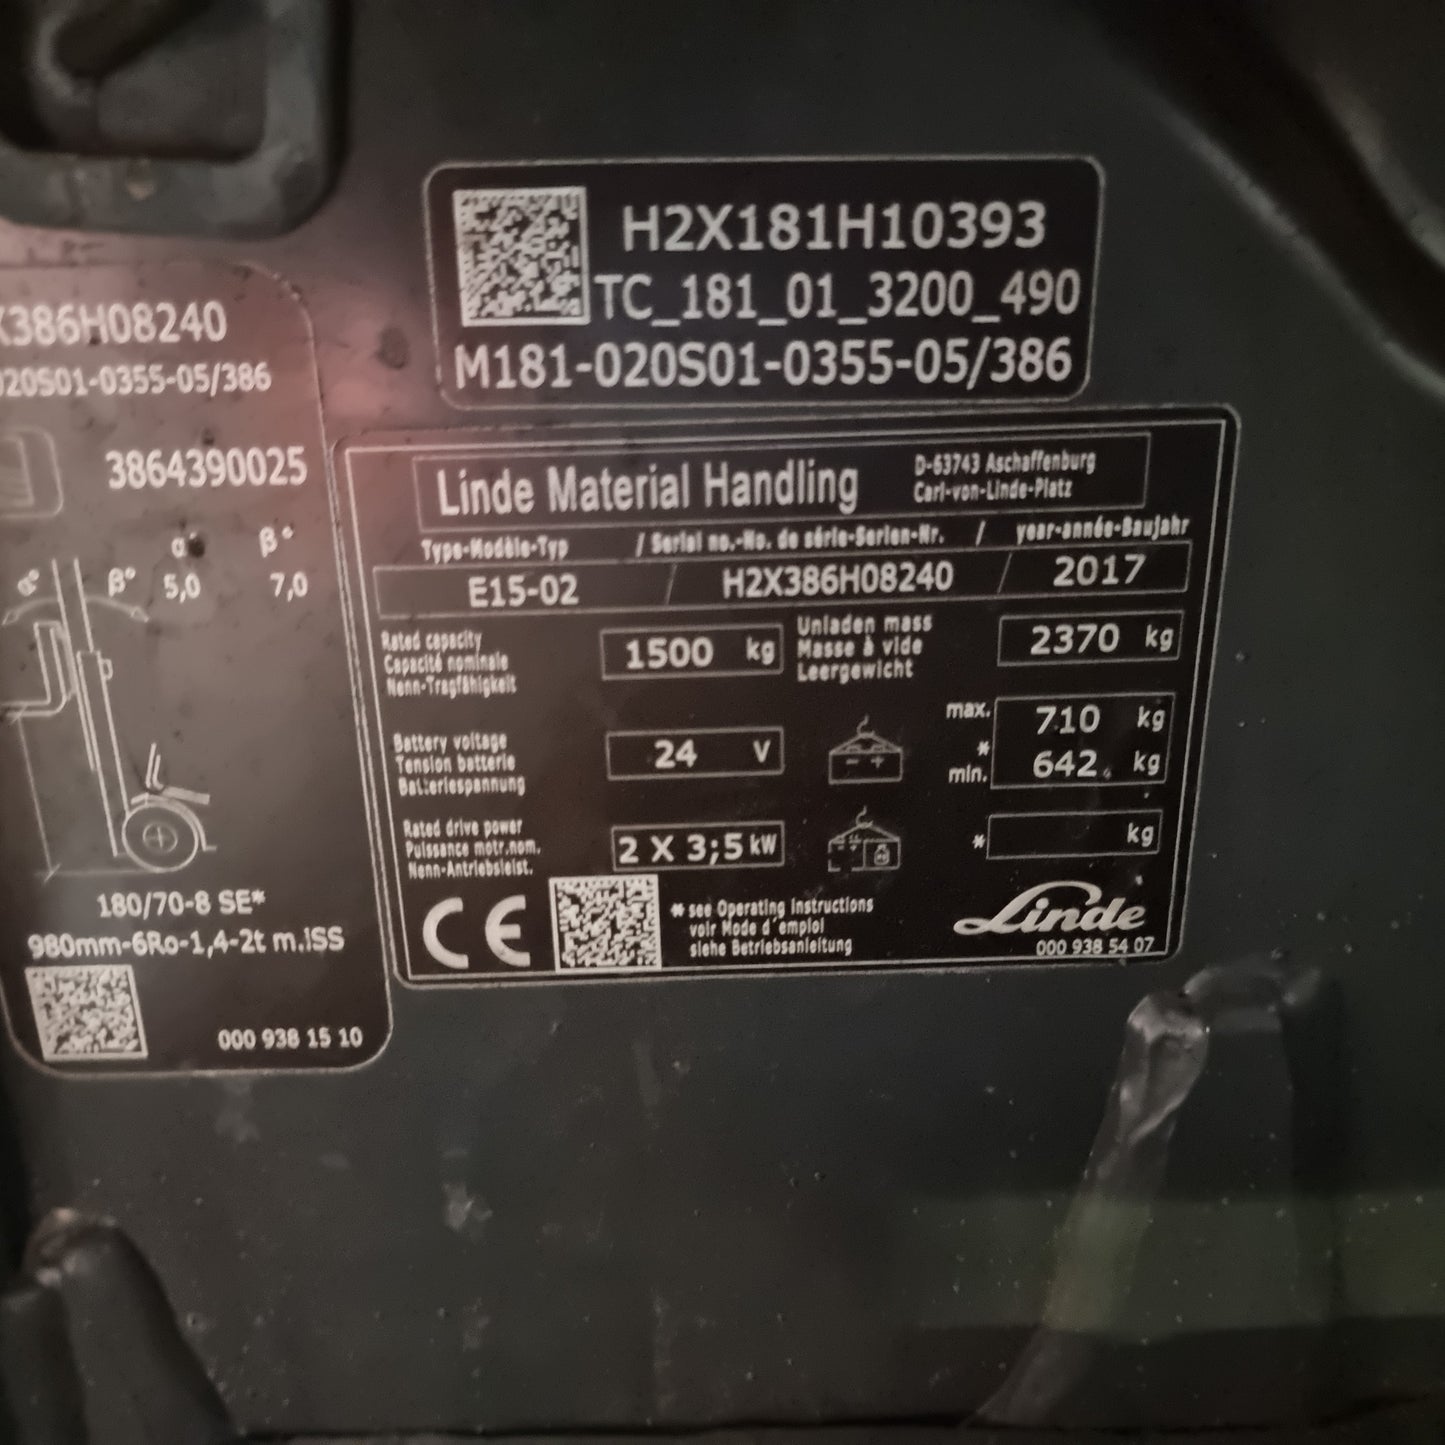 H2X181H10393
TC_181_01_3200_490
M181-020S01-0355-05/386
X386H08240
020S01-0355-05/386
3864390025
α° β°
α° β° 5,0 7,0
180/70-8 SE*
980mm-6Ro-1,4-2t m.iSS
000 938 15 10
Linde Material Handling
D-63743 Aschaffenburg
Carl-von-Linde-Platz
Type-Modèle-Typ / Serial no.-No. de série-Serien-Nr. / year-année-Baujahr
E15-02 / H2X386H08240 / 2017
Rated capacity
Capacité nominale
Nenn-Tragfähigkeit
1500 kg
Unladen mass
Masse à vide
Leergewicht
2370 kg
Battery voltage
Tension batterie
Batteriespannung
24 V
- +
max. 710 kg
*
min. 642 kg
Rated drive power
Puissance motr.nom.
Nenn-Antriebsleist.
2 X 3;5 kW
* kg
CE
* see Operating Instructions
voir Mode d'emploi
siehe Betriebsanleitung
Linde
000 938 54 07